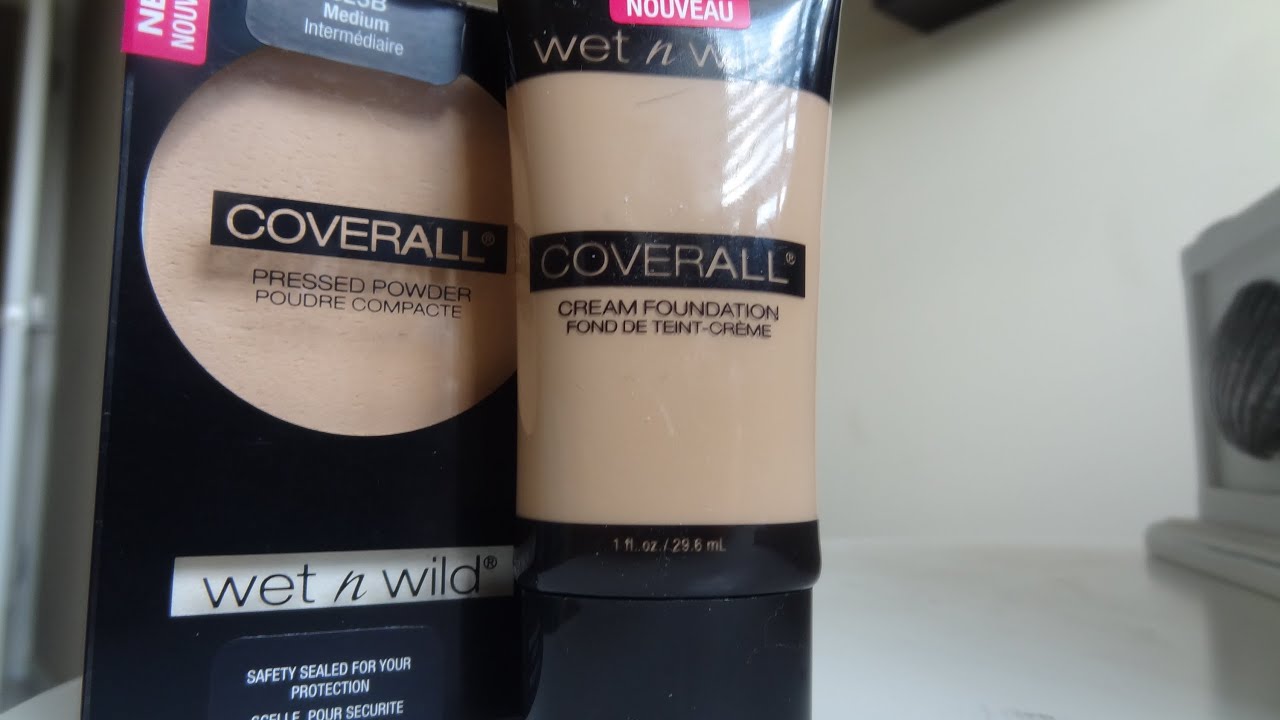 NOUV
Medium
Intermédiaire
COVERALL®
PRESSED POWDER
POUDRE COMPACTE
wet n wild®
SAFETY SEALED FOR YOUR
PROTECTION
SCELLE POUR SECURITE
NOUVEAU
wet n w
COVERALL®
CREAM FOUNDATION
FOND DE TEINT-CRÈME
1 fl. oz. / 29.6 mL